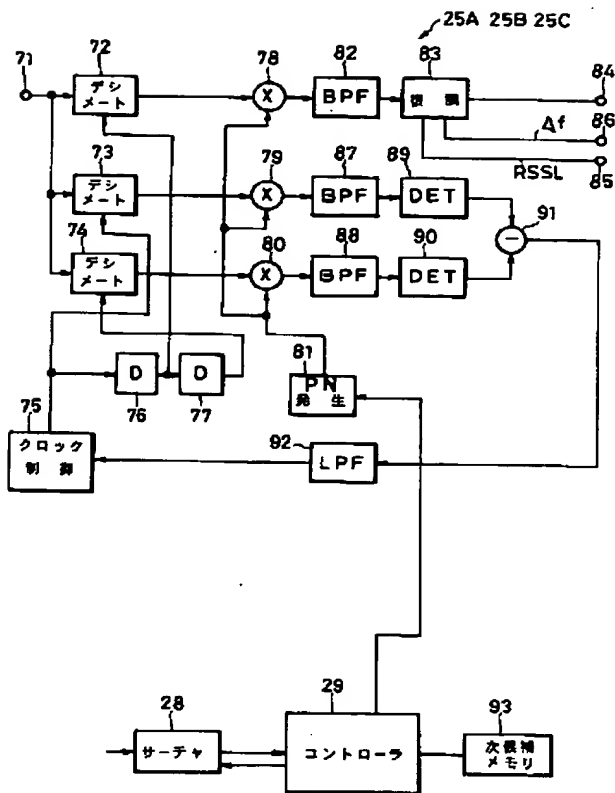 25A 25B 25C
71
72
デシ
メート
78
X
82
BPF
83
復調
84
Δf
86
RSSL
85
73
デシ
メート
79
X
87
BPF
89
DET
91
−
74
デシ
メート
80
X
88
BPF
90
DET
D
76
D
77
81
PN
発生
75
クロック
制御
92
LPF
28
サーチャ
29
コントローラ
93
次候補
メモリ